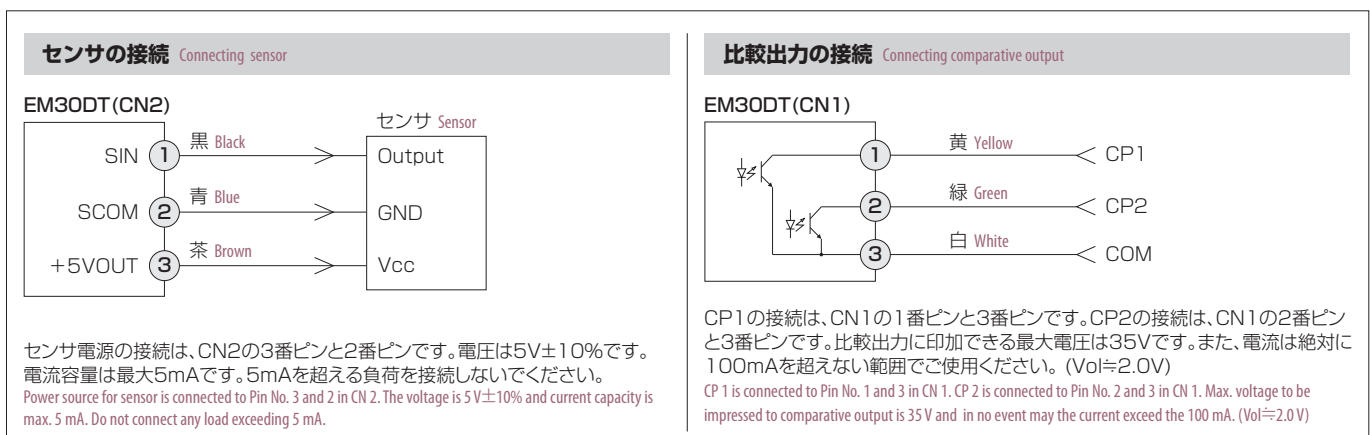 センサの接続 Connecting sensor
EM30DT(CN2)
センサ Sensor
SIN 1 黒 Black Output
SCOM 2 青 Blue GND
+5VOUT 3 茶 Brown Vcc
センサ電源の接続は、CN2の3番ピンと2番ピンです。電圧は5V±10%です。
電流容量は最大5mAです。5mAを超える負荷を接続しないでください。
Power source for sensor is connected to Pin No. 3 and 2 in CN 2. The voltage is 5 V±10% and current capacity is
max. 5 mA. Do not connect any load exceeding 5 mA.
比較出力の接続 Connecting comparative output
EM30DT(CN1)
1 黄 Yellow CP1
2 緑 Green CP2
3 白 White COM
CP1の接続は、CN1の1番ピンと3番ピンです。CP2の接続は、CN1の2番ピン
と3番ピンです。比較出力に印加できる最大電圧は35Vです。また、電流は絶対に
100mAを超えない範囲でご使用ください。(Vol≒2.0V)
CP 1 is connected to Pin No. 1 and 3 in CN 1. CP 2 is connected to Pin No. 2 and 3 in CN 1. Max. voltage to be
impressed to comparative output is 35 V and in no event may the current exceed the 100 mA. (Vol≒2.0 V)